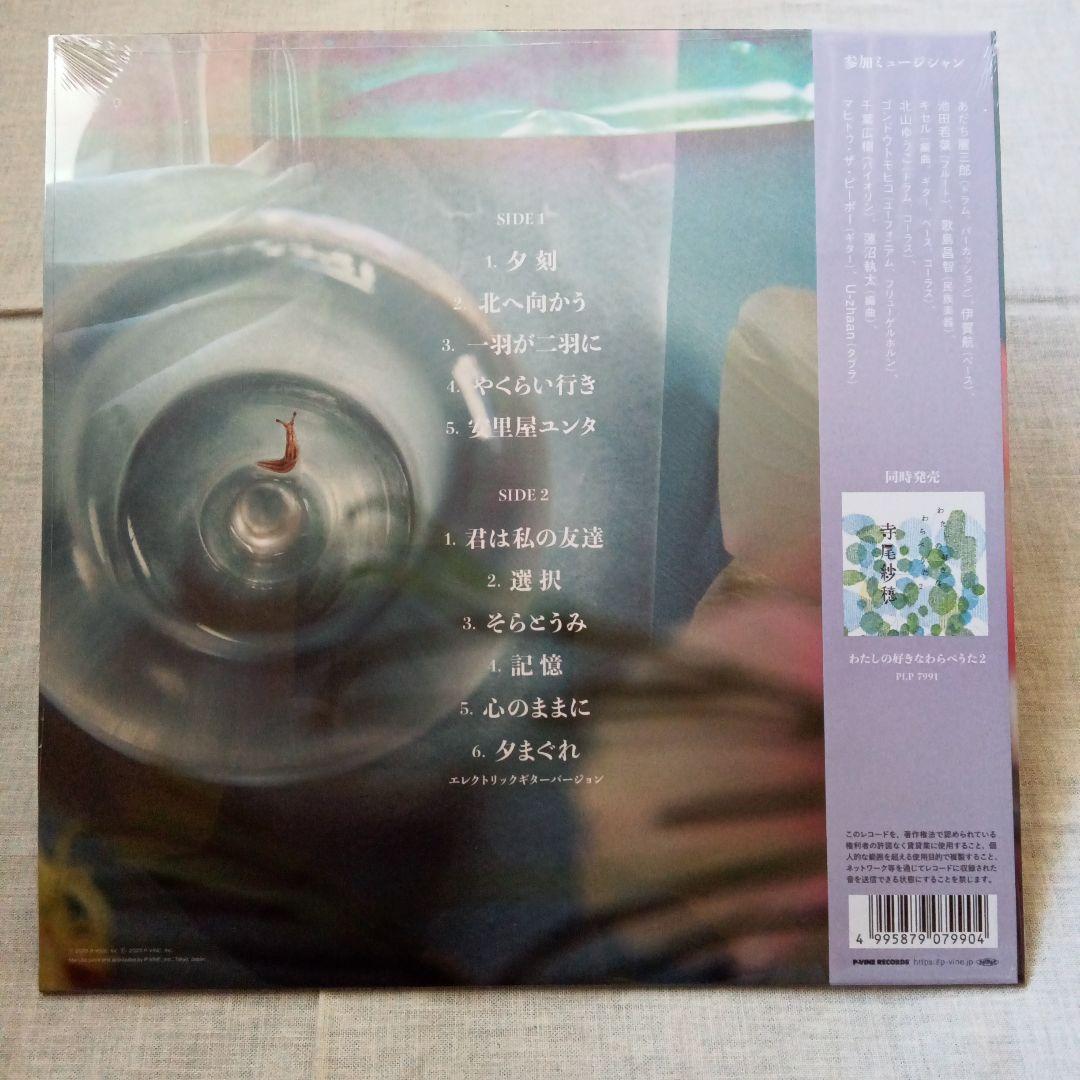 SIDE 1
1. 夕刻
2. 北へ向かう
3. 一羽が二羽に
4. やくらい行き
5. 安里屋ユンタ
SIDE 2
1. 君は私の友達
2. 選択
3. そらとうみ
4. 記憶
5. 心のままに
6. 夕まぐれ
エレクトリックギターバージョン
参加ミュージシャン
あだち麗三郎(ドラム、パーカッション)、伊賀航(ベース)、
池田若菜(フルート)、歌島昌智(民族楽器)、
キセル(編曲、ギター、ベース、コーラス)、
北山ゆうこ(ドラム、コーラス)、
ゴンドウトモヒコ(ユーフォニアム、フリューゲルホルン)、
千葉広樹(バイオリン)、蓮沼執太(編曲)、
マヒトゥ・ザ・ピーポー(ギター)、U-zhaan(タブラ)
同時発売
寺尾紗穂
わたしの好きなわらべうた2
PLP 7991
このレコードを、著作権法で認められている
権利者の許諾なく賃貸業に使用すること、個
人的な範囲を超える使用目的で複製すること、
ネットワーク等を通じてレコードに収録された
音を送信できる状態にすることを禁じます。
4 995879 079904
P-VINE RECORDS https://p-vine.jp